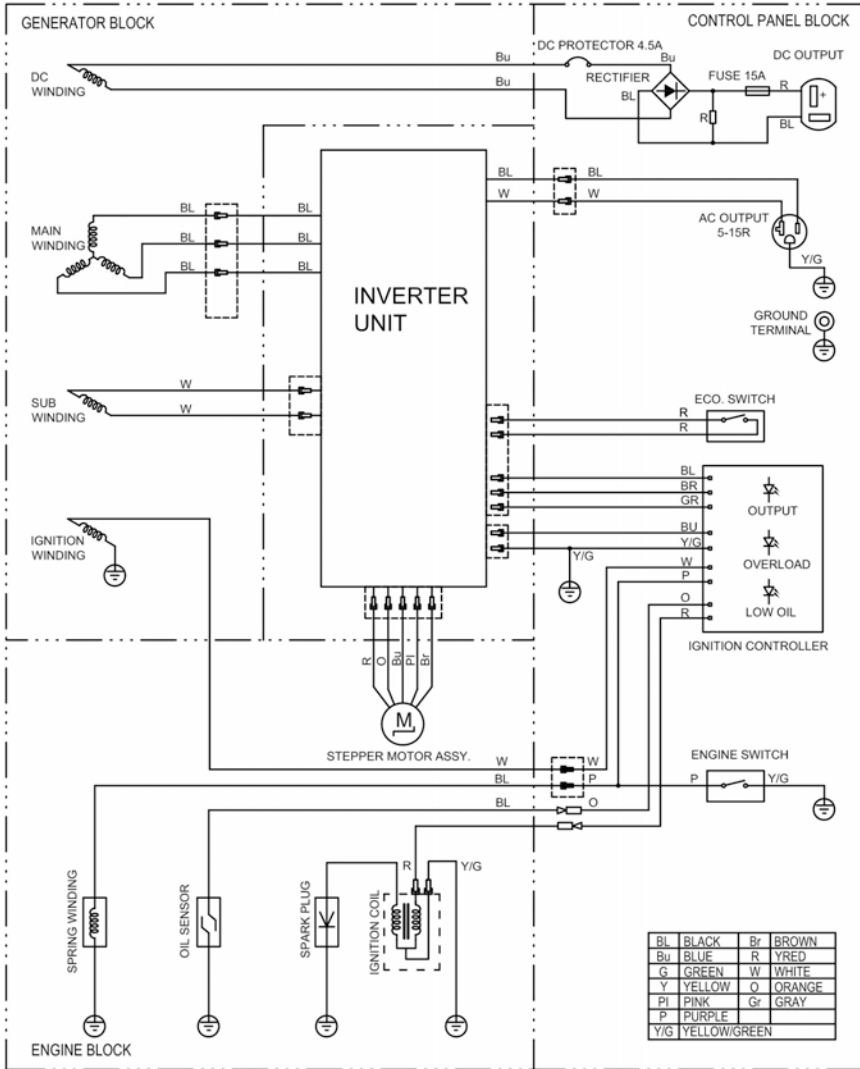 GENERATOR BLOCK
CONTROL PANEL BLOCK
DC WINDING
Bu
Bu
DC PROTECTOR 4.5A
Bu
RECTIFIER
BL
R
FUSE 15A
DC OUTPUT
R
+
BL
MAIN WINDING
BL
BL
BL
BL
BL
BL
INVERTER
UNIT
BL
BL
W
W
AC OUTPUT
5-15R
Y/G
GROUND
TERMINAL
SUB
WINDING
W
W
ECO. SWITCH
R
R
BL
BR
GR
BU
Y/G
Y/G
W
P
O
R
OUTPUT
OVERLOAD
LOW OIL
IGNITION CONTROLLER
IGNITION
WINDING
R
O
Bu
PI
Br
M
STEPPER MOTOR ASSY.
W
W
BL
P
BL
O
ENGINE SWITCH
P
Y/G
SPRING WINDING
OIL SENSOR
SPARK PLUG
IGNITION COIL
R
Y/G
ENGINE BLOCK
BL BLACK Br BROWN
Bu BLUE R YRED
G GREEN W WHITE
Y YELLOW O ORANGE
PI PINK Gr GRAY
P PURPLE
Y/G YELLOW/GREEN